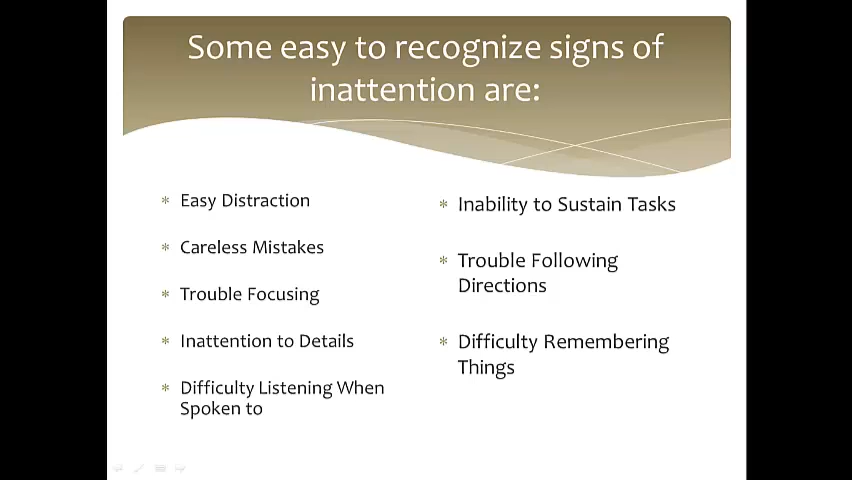 Some easy to recognize signs of
inattention are:
* Easy Distraction
* Careless Mistakes
* Trouble Focusing
* Inattention to Details
* Difficulty Listening When
Spoken to
* Inability to Sustain Tasks
* Trouble Following
Directions
* Difficulty Remembering
Things